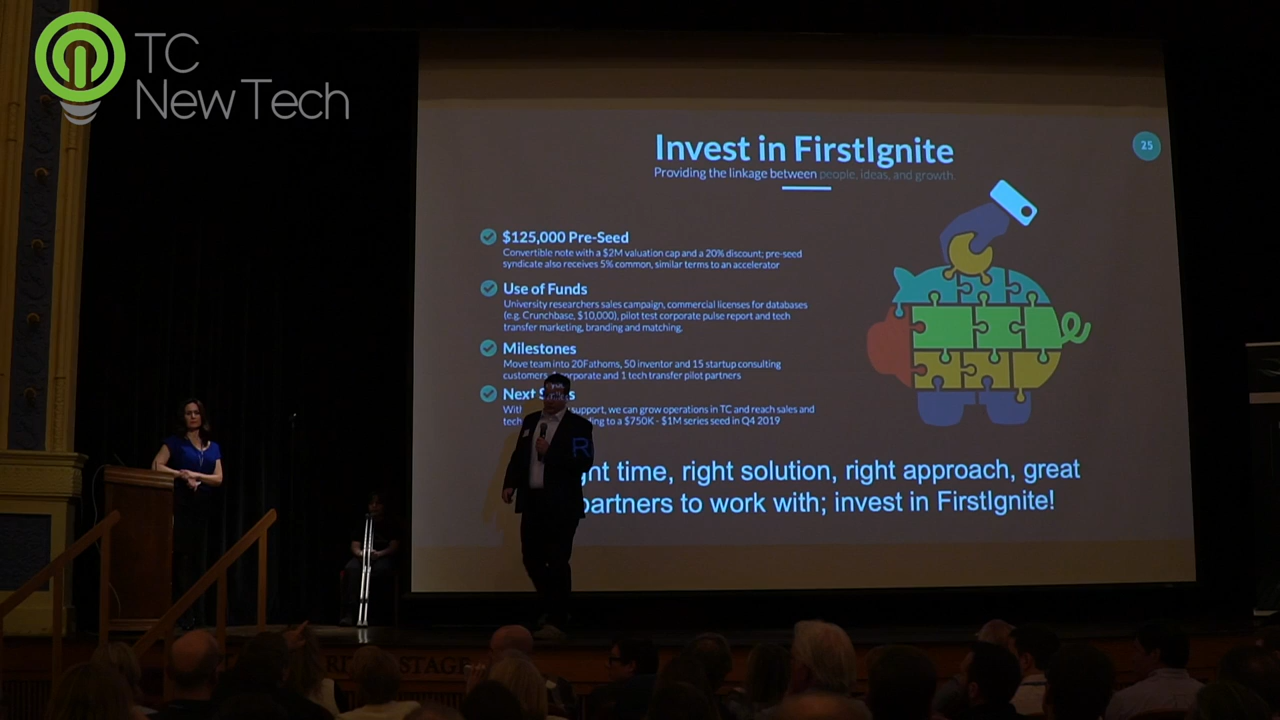 TC
New Tech
Invest in FirstIgnite
25
Providing the linkage between people, ideas, and growth.
$125,000 Pre-Seed
Convertible note with a $2M valuation cap and a 20% discount; pre-seed
syndicate also receives 5% common, similar terms to an accelerator
Use of Funds
University researchers sales campaign, commercial licenses for databases
(e.g. Crunchbase, $10,000), pilot test corporate pulse report and tech
transfer marketing, branding and matching.
Milestones
Move team into 20Fathoms, 50 inventor and 15 startup consulting
customers, corporate and 1 tech transfer pilot partners
Next
With support, we can grow operations in TC and reach sales and
tech to a $750K - $1M series seed in Q4 2019
time, right solution, right approach, great
partners to work with; invest in FirstIgnite!
STAGE